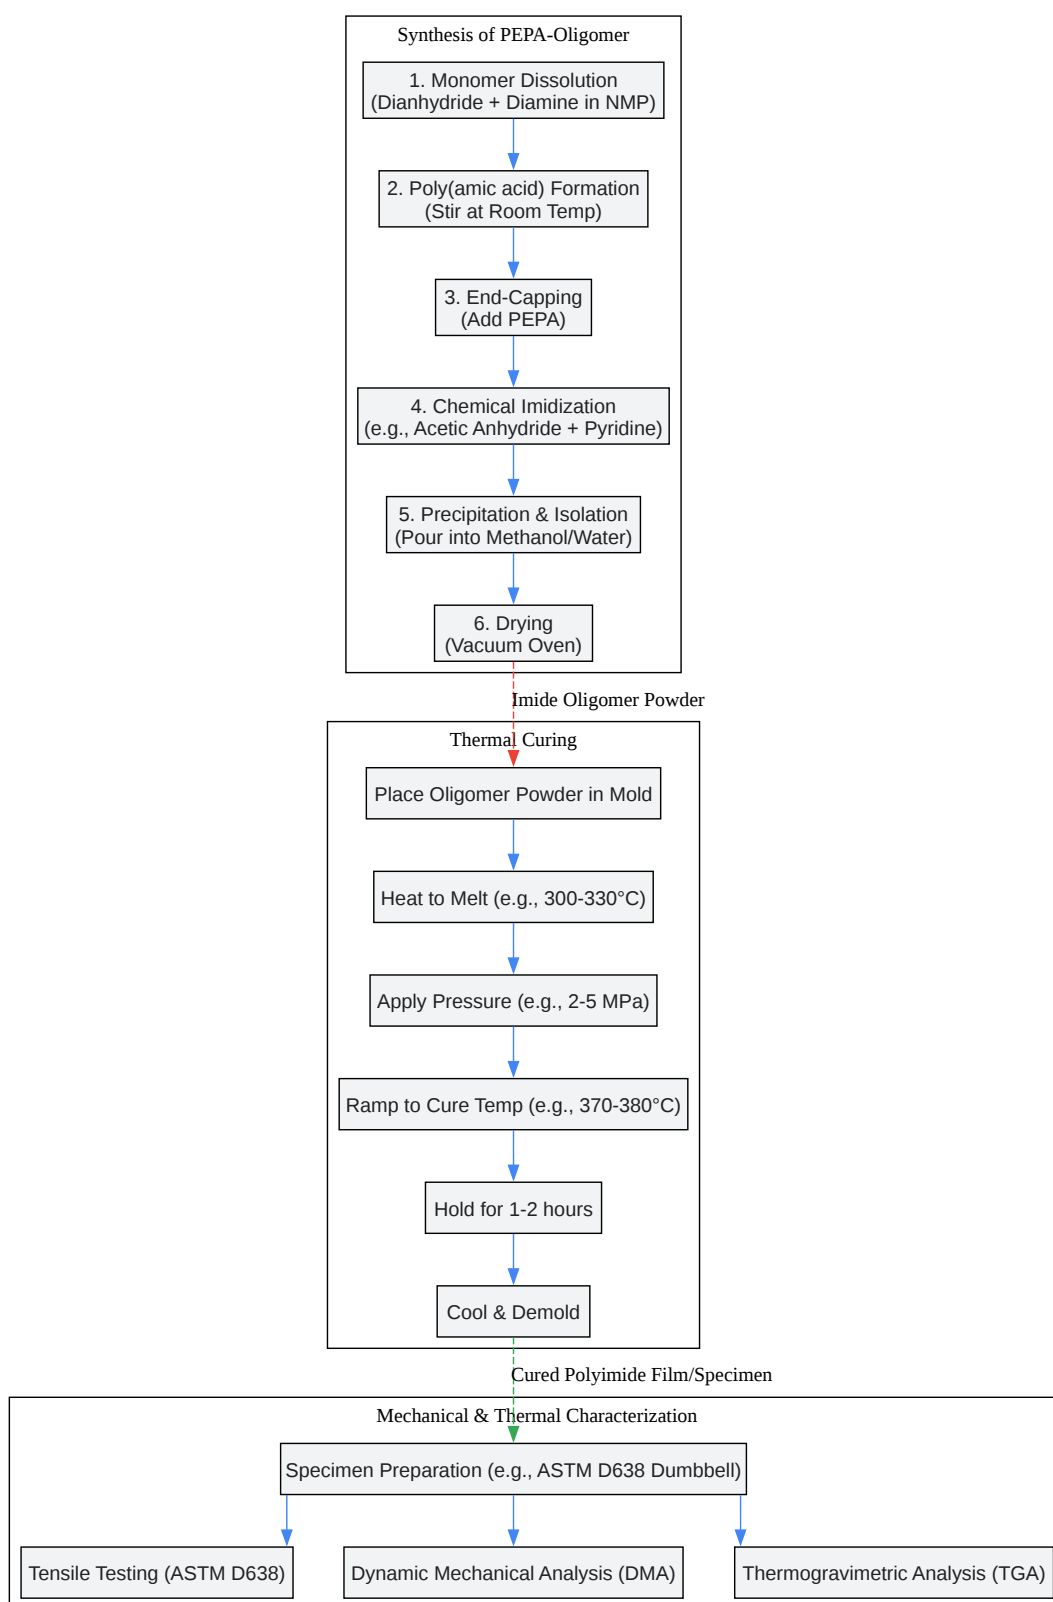 Synthesis of PEPA-Oligomer
1. Monomer Dissolution
(Dianhydride + Diamine in NMP)
2. Poly(amic acid) Formation
(Stir at Room Temp)
3. End-Capping
(Add PEPA)
4. Chemical Imidization
(e.g., Acetic Anhydride + Pyridine)
5. Precipitation & Isolation
(Pour into Methanol/Water)
6. Drying
(Vacuum Oven)
Imide Oligomer Powder
Thermal Curing
Place Oligomer Powder in Mold
Heat to Melt (e.g., 300-330°C)
Apply Pressure (e.g., 2-5 MPa)
Ramp to Cure Temp (e.g., 370-380°C)
Hold for 1-2 hours
Cool & Demold
Cured Polyimide Film/Specimen
Mechanical & Thermal Characterization
Specimen Preparation (e.g., ASTM D638 Dumbbell)
Tensile Testing (ASTM D638)
Dynamic Mechanical Analysis (DMA)
Thermogravimetric Analysis (TGA)